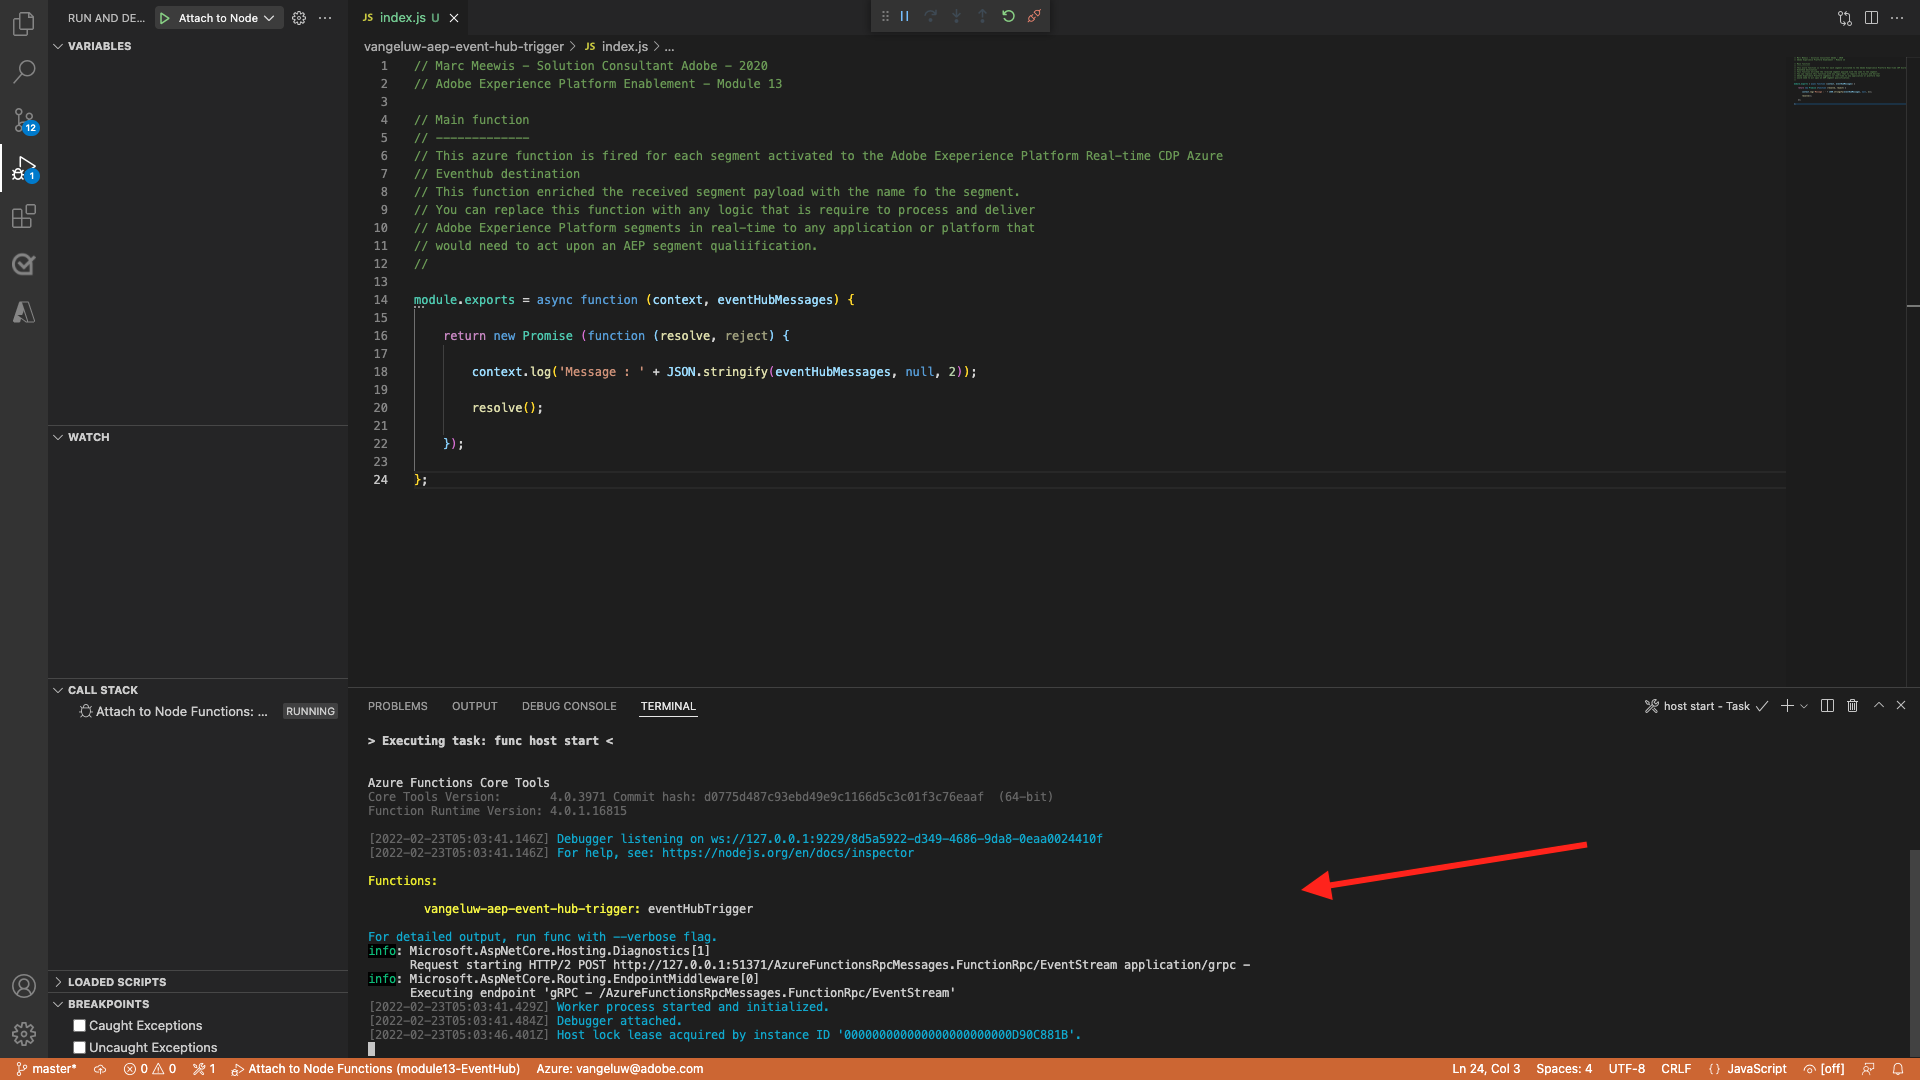 RUN AND DE...
Attach to Node
JS index.js U
vangeluw-aep-event-hub-trigger > JS index.js > ...
VARIABLES
1 // Marc Meewis - Solution Consultant Adobe - 2020
2 // Adobe Experience Platform Enablement - Module 13
3
4 // Main function
5 // -------------
6 // This azure function is fired for each segment activated to the Adobe Exeperience Platform Real-time CDP Azure
7 // Eventhub destination
8 // This function enriched the received segment payload with the name fo the segment.
9 // You can replace this function with any logic that is require to process and deliver
10 // Adobe Experience Platform segments in real-time to any application or platform that
11 // would need to act upon an AEP segment qualiification.
12 //
13
14 module.exports = async function (context, eventHubMessages) {
15
16 return new Promise (function (resolve, reject) {
17
18 context.log('Message : ' + JSON.stringify(eventHubMessages, null, 2));
19
20 resolve();
21
22 });
23
24 };
12
1
WATCH
CALL STACK
Attach to Node Functions: ... RUNNING
LOADED SCRIPTS
BREAKPOINTS
Caught Exceptions
Uncaught Exceptions
PROBLEMS OUTPUT DEBUG CONSOLE TERMINAL
host start - Task
> Executing task: func host start <
Azure Functions Core Tools
Core Tools Version: 4.0.3971 Commit hash: d0775d487c93ebd49e9c1166d5c3c01f3c76eaaf (64-bit)
Function Runtime Version: 4.0.1.16815
[2022-02-23T05:03:41.146Z] Debugger listening on ws://127.0.0.1:9229/8d5a5922-d349-4686-9da8-0eaa0024410f
[2022-02-23T05:03:41.146Z] For help, see: https://nodejs.org/en/docs/inspector
Functions:
vangeluw-aep-event-hub-trigger: eventHubTrigger
For detailed output, run func with --verbose flag.
info: Microsoft.AspNetCore.Hosting.Diagnostics[1]
Request starting HTTP/2 POST http://127.0.0.1:51371/AzureFunctionsRpcMessages.FunctionRpc/EventStream application/grpc -
info: Microsoft.AspNetCore.Routing.EndpointMiddleware[0]
Executing endpoint 'gRPC - /AzureFunctionsRpcMessages.FunctionRpc/EventStream'
[2022-02-23T05:03:41.429Z] Worker process started and initialized.
[2022-02-23T05:03:41.484Z] Debugger attached.
[2022-02-23T05:03:46.401Z] Host lock lease acquired by instance ID '000000000000000000000000D90C881B'.
master* 0 0 1 Attach to Node Functions (module13-EventHub) Azure: vangeluw@adobe.com
Ln 24, Col 3 Spaces: 4 UTF-8 CRLF {} JavaScript [off]